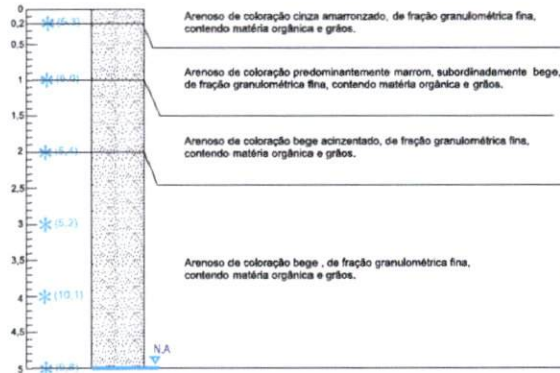 0
Arenoso de coloração cinza amarronzado, de fração granulométrica fina,
contendo matéria orgânica e grãos.
0,2
0,5
Arenoso de coloração predominantemente marrom, subordinadamente bege,
de fração granulométrica fina, contendo matéria orgânica e grãos.
1
1,5
Arenoso de coloração bege acinzentado, de fração granulométrica fina,
contendo matéria orgânica e grãos.
2
2,5
3 (5,2)
3,5
Arenoso de coloração bege , de fração granulométrica fina,
contendo matéria orgânica e grãos.
4 (10,1)
4,5
N.A
5